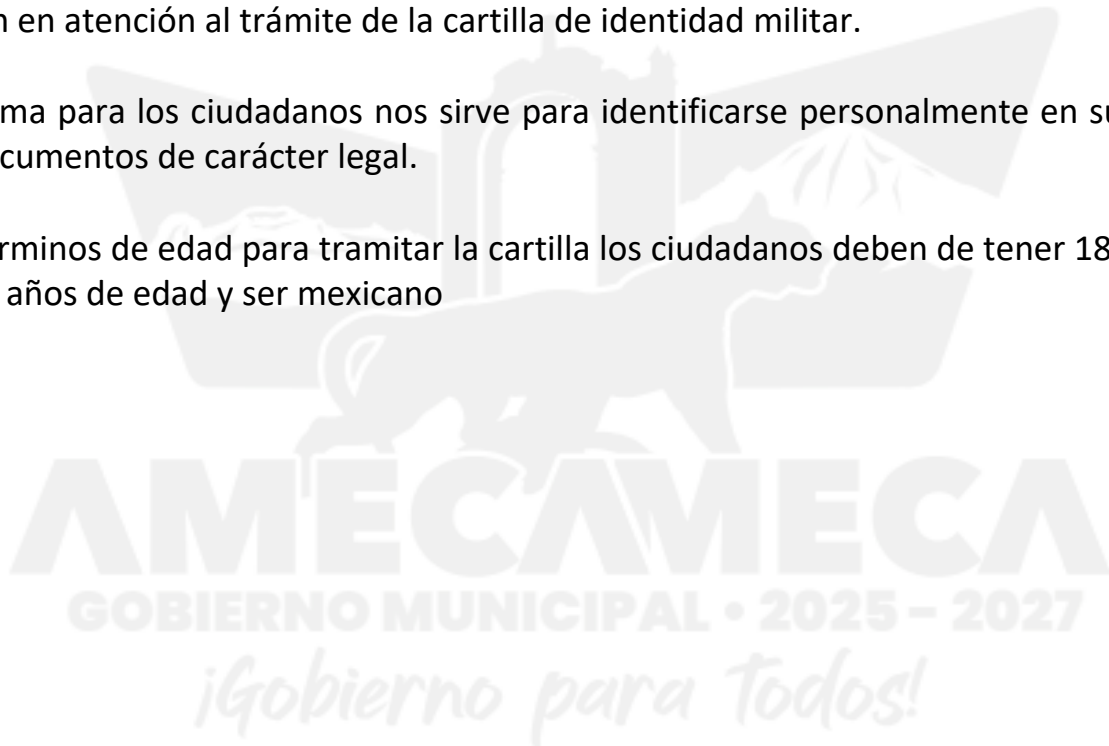 n en atención al trámite de la cartilla de identidad militar.
ma para los ciudadanos nos sirve para identificarse personalmente en su
cumentos de carácter legal.
rminos de edad para tramitar la cartilla los ciudadanos deben de tener 18
años de edad y ser mexicano
AMECAMECA
GOBIERNO MUNICIPAL • 2025 – 2027
¡Gobierno para Todos!